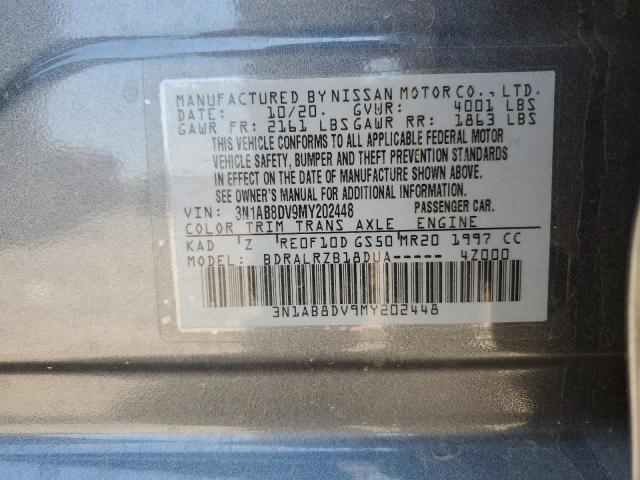 MANUFACTURED BY NISSAN MOTOR CO., LTD.
DATE: 10/20. GVWR: 4001 LBS
GAWR FR: 2161 LBS GAWR RR: 1863 LBS
THIS VEHICLE CONFORMS TO ALL APPLICABLE FEDERAL MOTOR
VEHICLE SAFETY, BUMPER AND THEFT PREVENTION STANDARDS
IN EFFECT ON THE DATE OF MANUFACTURE SHOWN ABOVE.
SEE OWNER'S MANUAL FOR ADDITIONAL INFORMATION.
VIN: 3N1AB8DV9MY202448 PASSENGER CAR.
COLOR TRIM TRANS AXLE ENGINE
KAD Z RE0F10D GS50 MR20 1997 CC
MODEL: BDRALRZB18DUA----- 4Z000
3N1AB8DV9MY202448